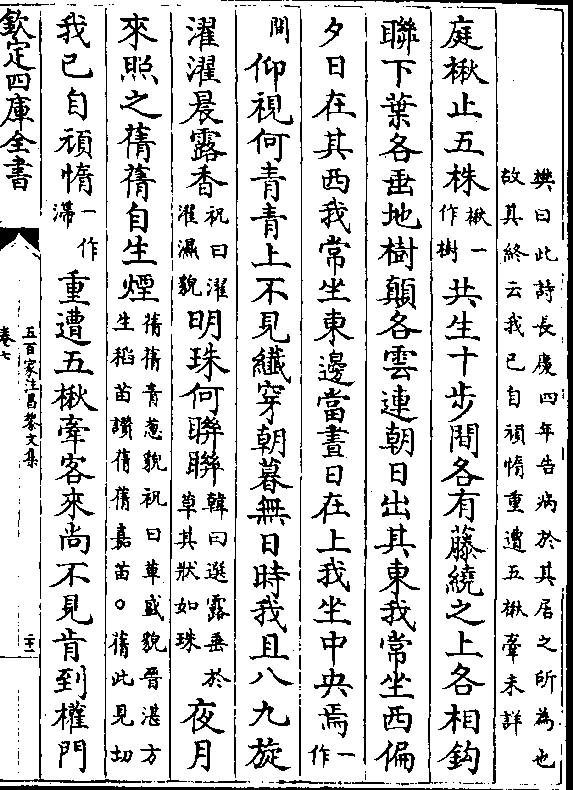 樊曰此詩長慶四年告病於其居之所為也
故其終云我已自頑惰重遭五楸牽未詳
庭楸止五株楸一作樹共生十步間各有藤繞之上各相鈎
聯下葉各垂地樹顛各雲連朝日出其東我常坐西偏
夕日在其西我常坐東邊當晝日在上我坐中央焉一作
間仰視何青青上不見纖穿朝暮無日時我且八九旋
濯濯晨露香祝曰濯濯濕貌明珠何聯聯韓曰選露垂於草其狀如珠夜月
來照之蒨蒨自生煙蒨蒨青葱貌祝曰草盛貌晉湛方生稻苗讚蒨蒨嘉苗○蒨此見切
我已自頑惰一作滯重遭五楸牽客來尚不見肯到權門
欽定四庫全書
五百家注昌黎文集
卷七